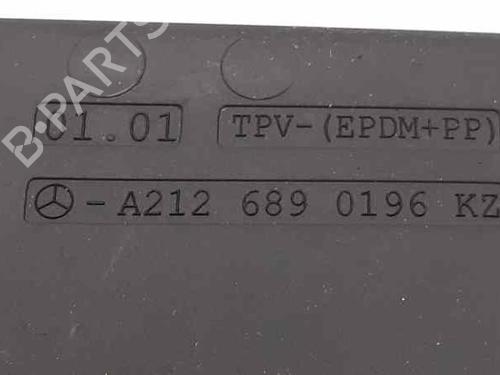 B-PARTS
01.01 TPV-(EPDM+PP)
-A212 689 0196 KZ